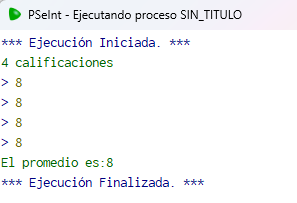 PSeInt - Ejecutando proceso SIN_TITULO
*** Ejecución Iniciada. ***
4 calificaciones
> 8
> 8
> 8
> 8
El promedio es:8
*** Ejecución Finalizada. ***